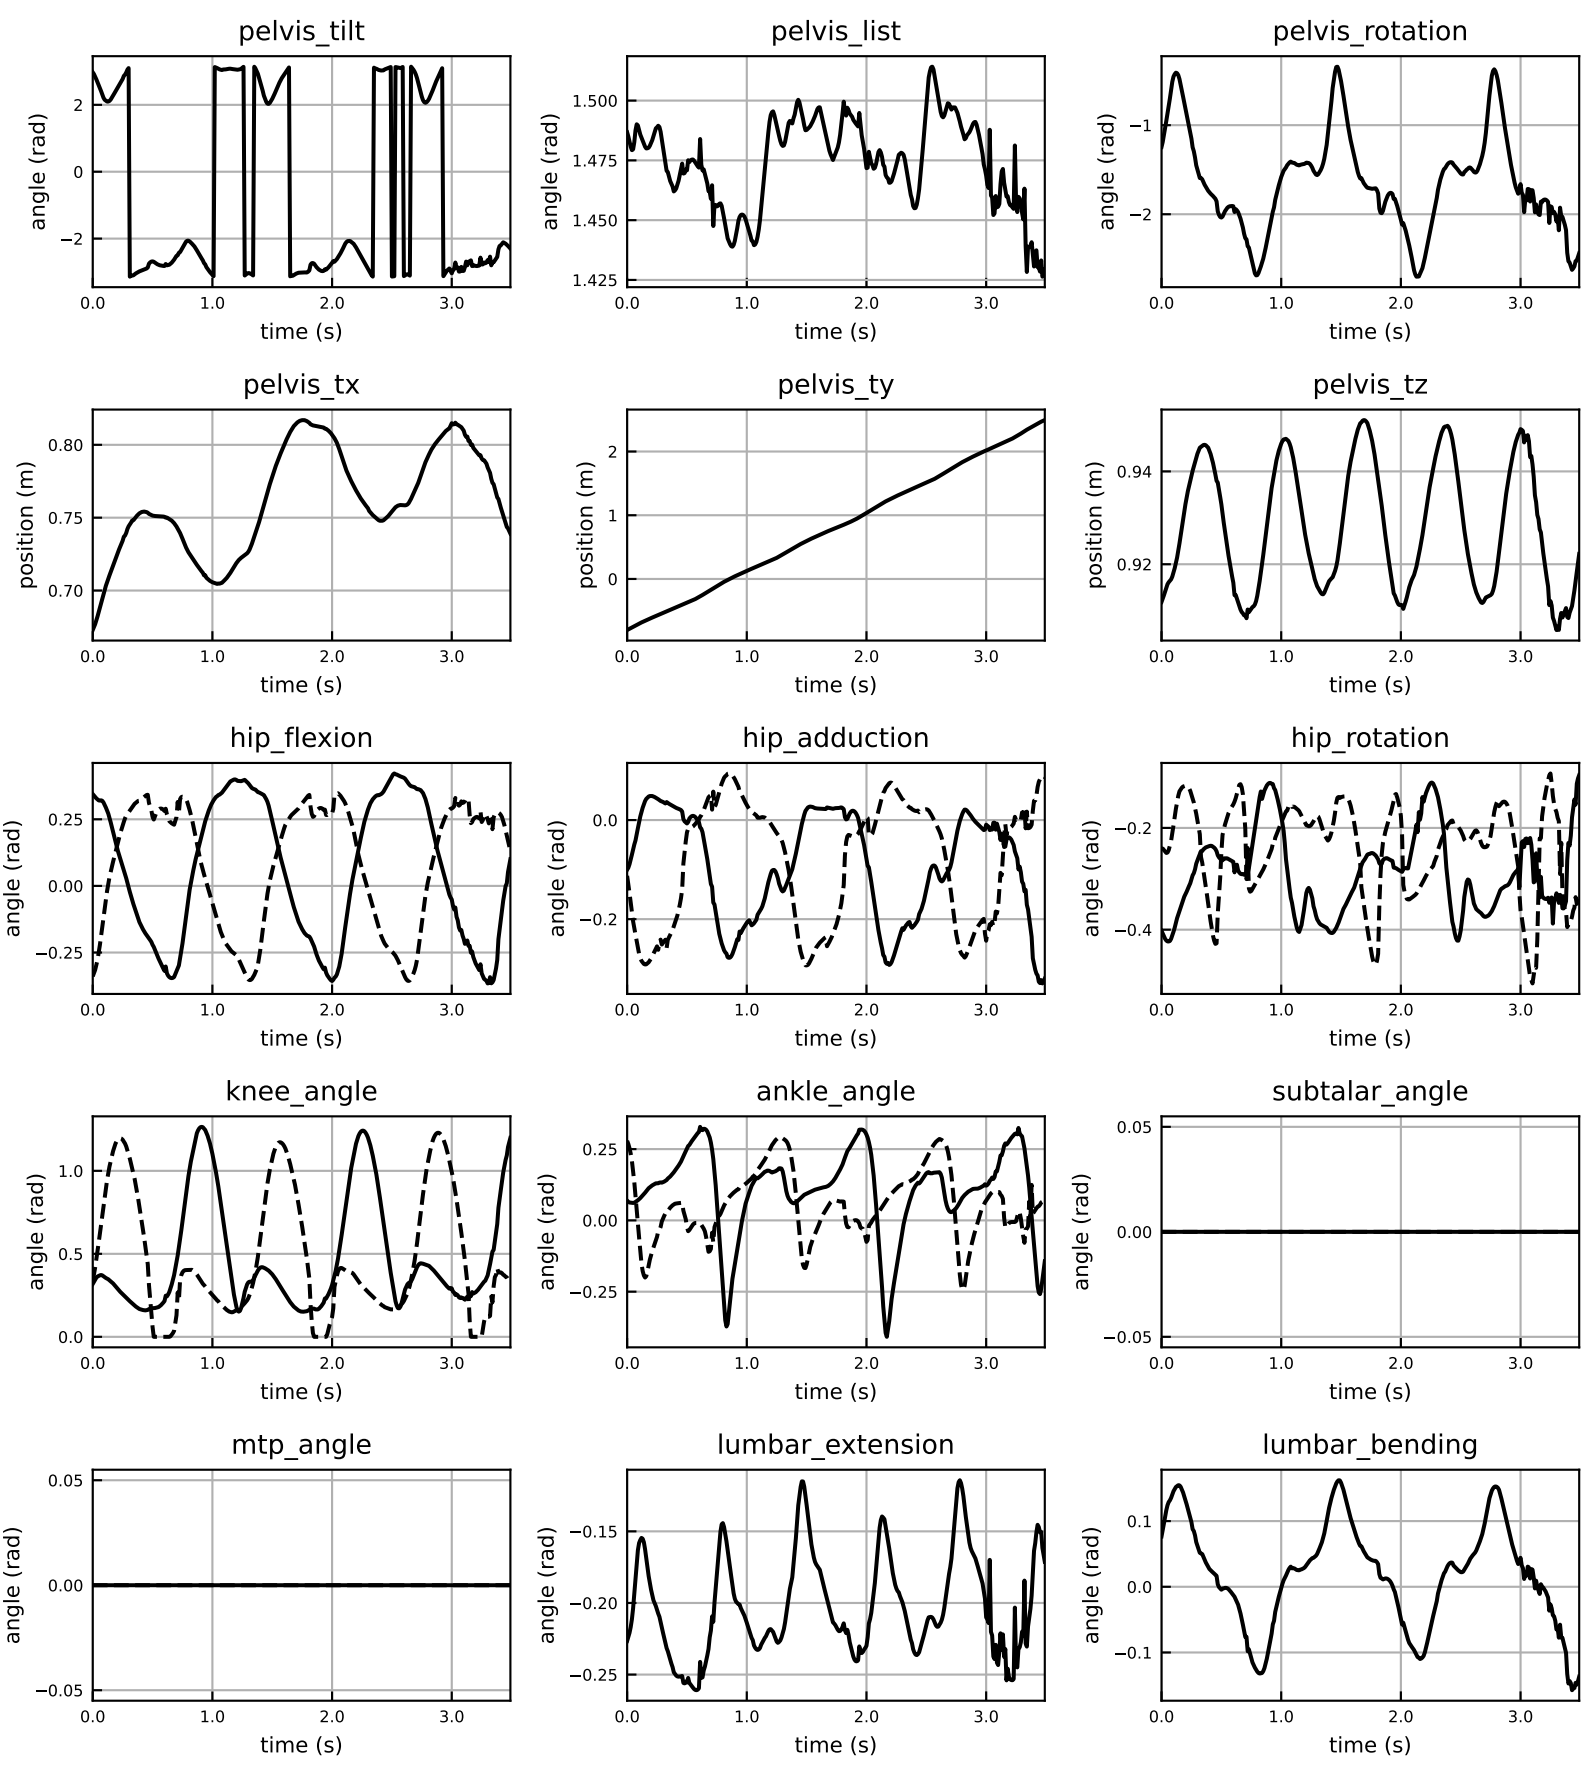 pelvis_tilt
angle (rad)
2
0
−2
0.0 1.0 2.0 3.0
time (s)
pelvis_list
angle (rad)
1.500
1.475
1.450
1.425
0.0 1.0 2.0 3.0
time (s)
pelvis_rotation
angle (rad)
−1
−2
0.0 1.0 2.0 3.0
time (s)
pelvis_tx
position (m)
0.80
0.75
0.70
0.0 1.0 2.0 3.0
time (s)
pelvis_ty
position (m)
2
1
0
0.0 1.0 2.0 3.0
time (s)
pelvis_tz
position (m)
0.94
0.92
0.0 1.0 2.0 3.0
time (s)
hip_flexion
angle (rad)
0.25
0.00
−0.25
0.0 1.0 2.0 3.0
time (s)
hip_adduction
angle (rad)
0.0
−0.2
0.0 1.0 2.0 3.0
time (s)
hip_rotation
angle (rad)
−0.2
−0.4
0.0 1.0 2.0 3.0
time (s)
knee_angle
angle (rad)
1.0
0.5
0.0
0.0 1.0 2.0 3.0
time (s)
ankle_angle
angle (rad)
0.25
0.00
−0.25
0.0 1.0 2.0 3.0
time (s)
subtalar_angle
angle (rad)
0.05
0.00
−0.05
0.0 1.0 2.0 3.0
time (s)
mtp_angle
angle (rad)
0.05
0.00
−0.05
0.0 1.0 2.0 3.0
time (s)
lumbar_extension
angle (rad)
−0.15
−0.20
−0.25
0.0 1.0 2.0 3.0
time (s)
lumbar_bending
angle (rad)
0.1
0.0
−0.1
0.0 1.0 2.0 3.0
time (s)